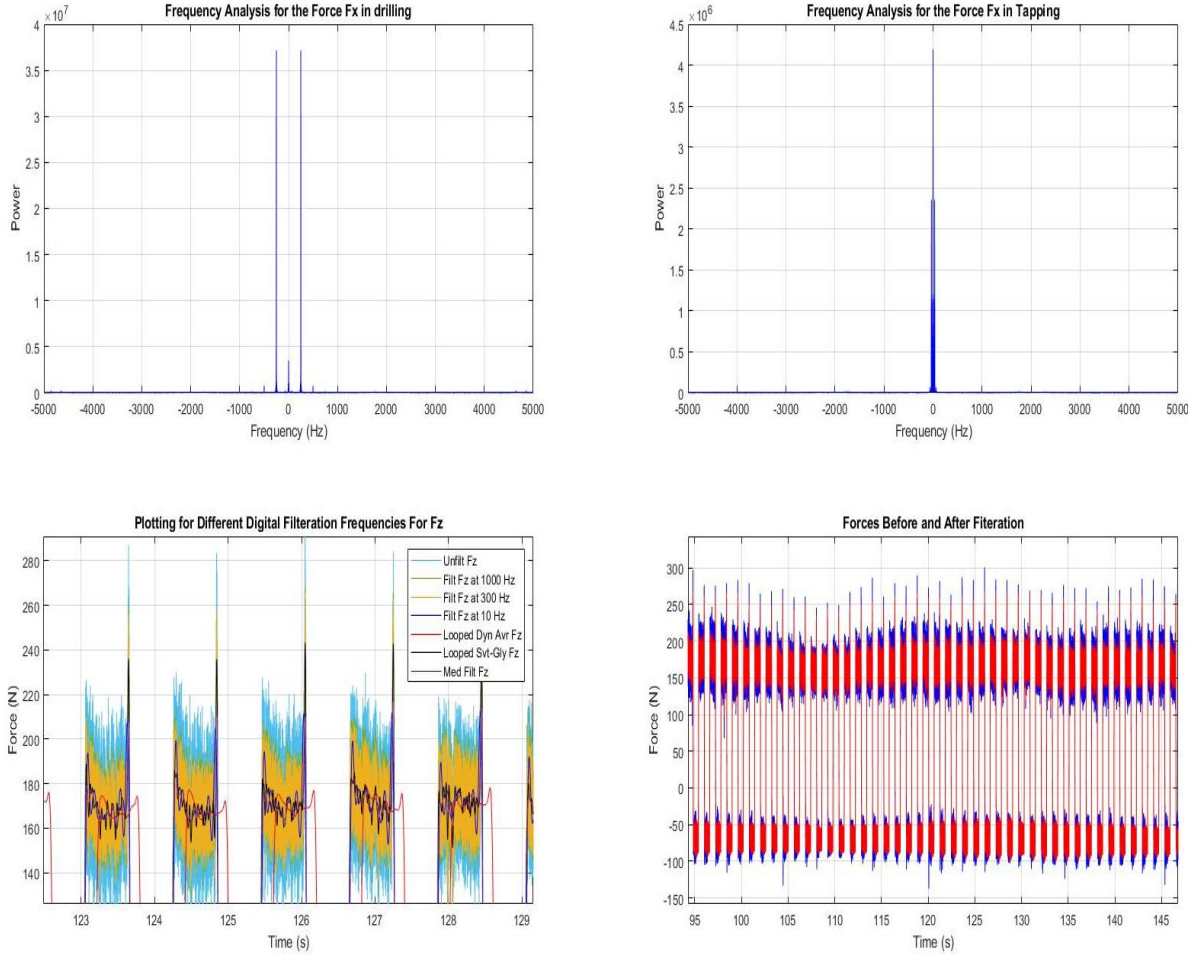 Frequency Analysis for the Force Fx in drilling
×10^7
4
3.5
3
2.5
2
1.5
1
0.5
0
Power
-5000 -4000 -3000 -2000 -1000 0 1000 2000 3000 4000 5000
Frequency (Hz)
Frequency Analysis for the Force Fx in Tapping
×10^6
4.5
4
3.5
3
2.5
2
1.5
1
0.5
0
Power
-5000 -4000 -3000 -2000 -1000 0 1000 2000 3000 4000 5000
Frequency (Hz)
Plotting for Different Digital Filteration Frequencies For Fz
280
260
240
220
200
180
160
140
Force (N)
Unfilt Fz
Filt Fz at 1000 Hz
Filt Fz at 300 Hz
Filt Fz at 10 Hz
Looped Dyn Avr Fz
Looped Svt-Gly Fz
Med Filt Fz
123 124 125 126 127 128 129
Time (s)
Forces Before and After Fiteration
300
250
200
150
100
50
0
-50
-100
-150
Force (N)
95 100 105 110 115 120 125 130 135 140 145
Time (s)